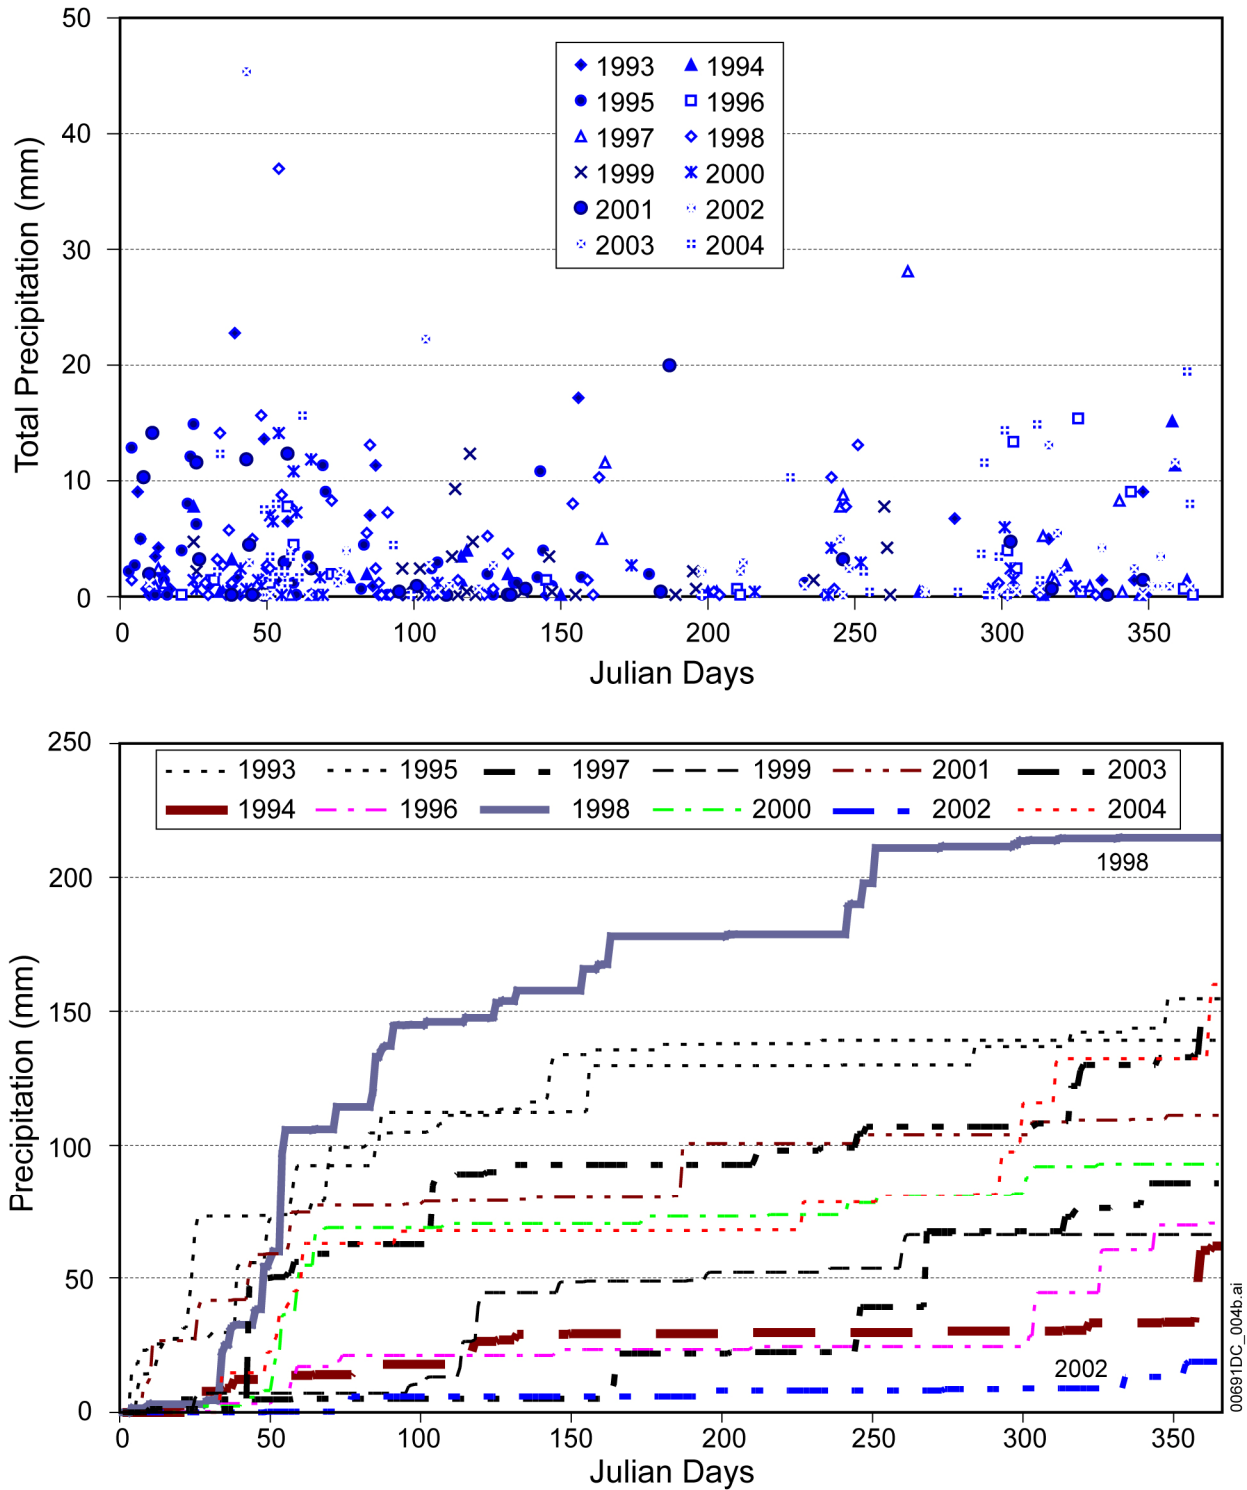 50
40
30
20
10
0
Total Precipitation (mm)
1993 1994
1995 1996
1997 1998
1999 2000
2001 2002
2003 2004
0 50 100 150 200 250 300 350
Julian Days
250
200
150
100
50
0
Precipitation (mm)
1993 1995 1997 1999 2001 2003
1994 1996 1998 2000 2002 2004
1998
2002
0 50 100 150 200 250 300 350
Julian Days
00691DC_004b.ai